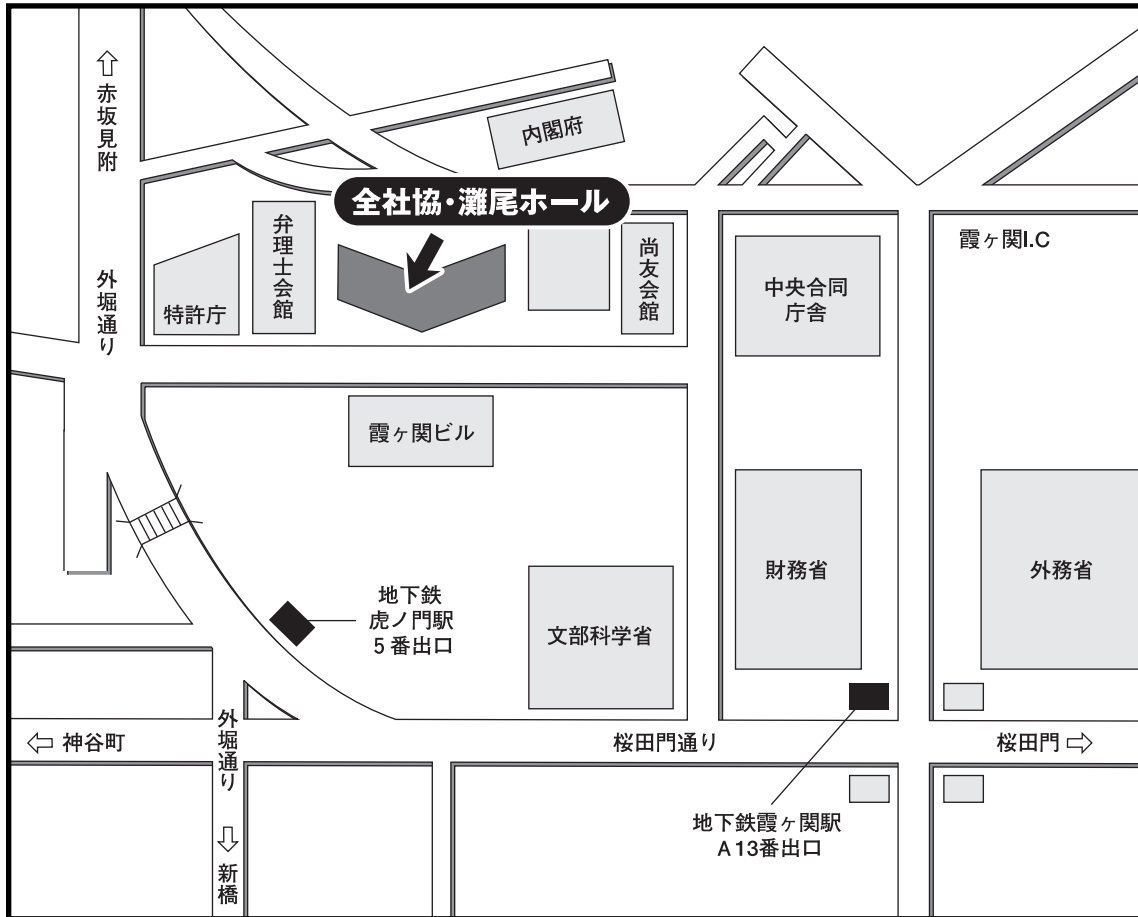 赤坂見附
内閣府
全社協・灘尾ホール
弁理士会館
尚友会館
霞ヶ関I.C
中央合同
庁舎
外堀通り
特許庁
霞ヶ関ビル
財務省
外務省
地下鉄
虎ノ門駅
5番出口
文部科学省
神谷町
外堀通り
桜田門通り
桜田門
地下鉄霞ヶ関駅
A13番出口
新橋